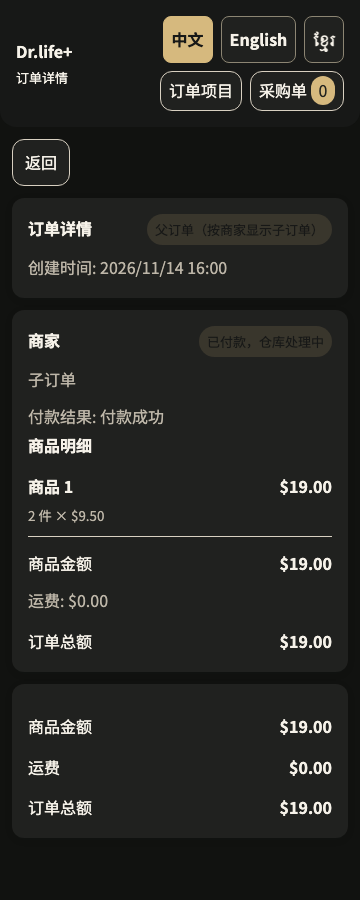 Dr.life+
订单详情
中文
English
ខ្មែរ
订单项目
采购单 0
返回
订单详情
父订单（按商家显示子订单）
创建时间: 2026/11/14 16:00
商家
已付款，仓库处理中
子订单
付款结果: 付款成功
商品明细
商品 1 $19.00
2 件 × $9.50
商品金额 $19.00
运费: $0.00
订单总额 $19.00
商品金额 $19.00
运费 $0.00
订单总额 $19.00